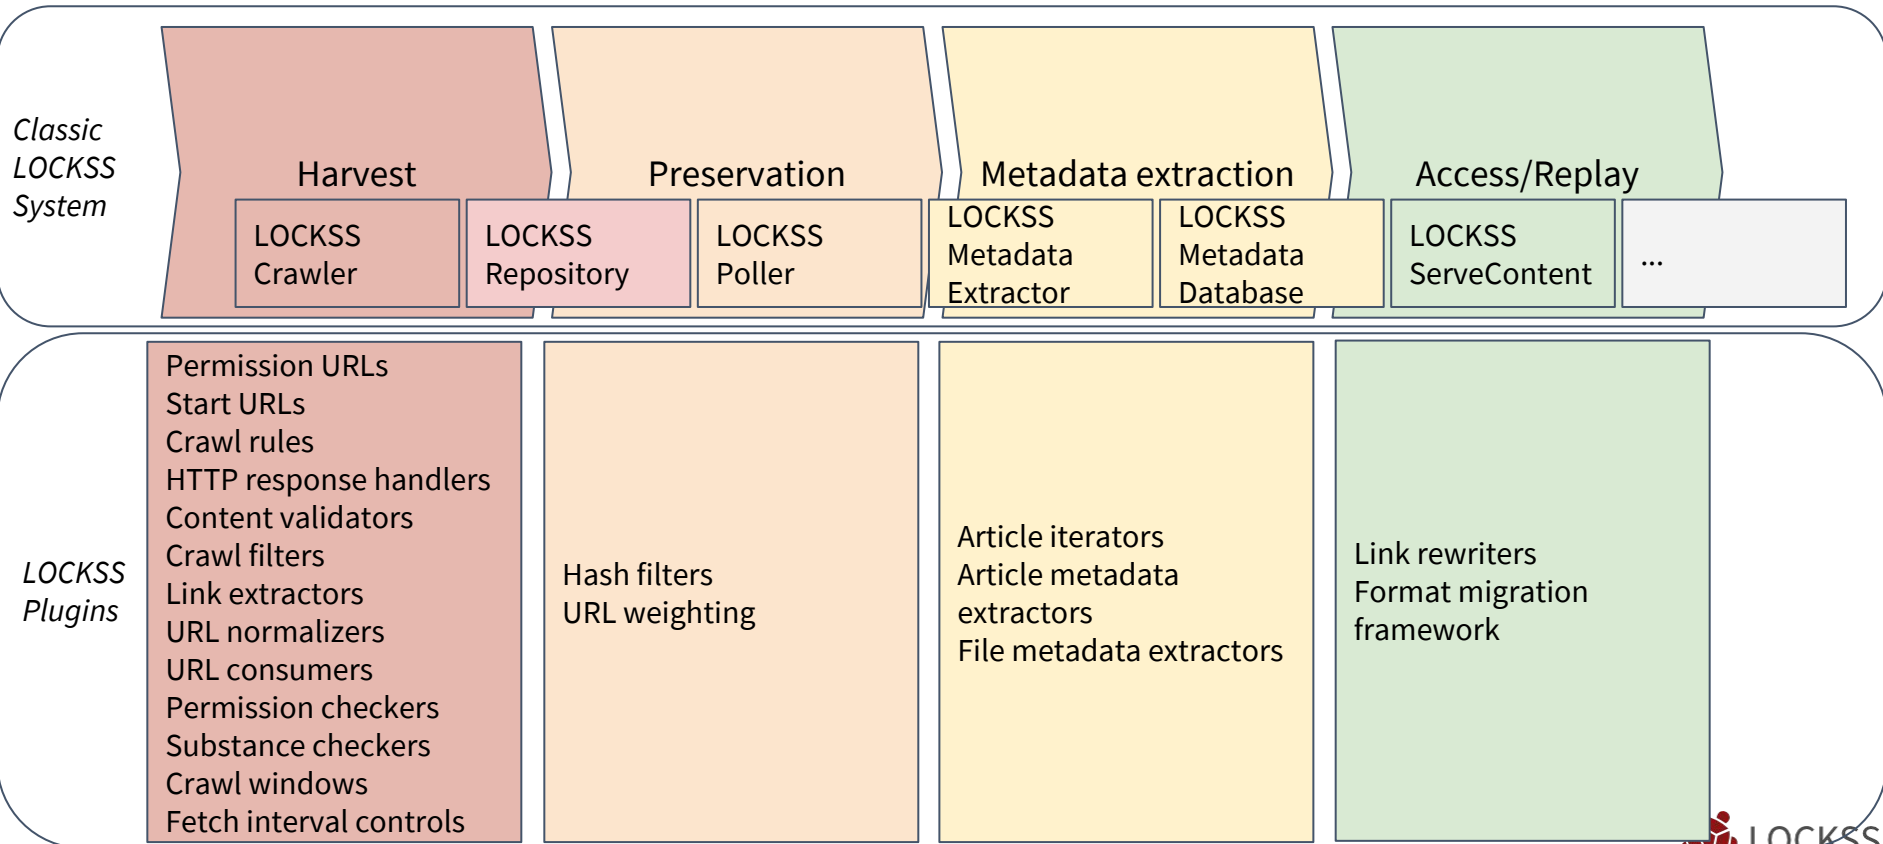 Classic
LOCKSS
System
Harvest
Preservation
Metadata extraction
Access/Replay
LOCKSS
Crawler
LOCKSS
Repository
LOCKSS
Poller
LOCKSS
Metadata
Extractor
LOCKSS
Metadata
Database
LOCKSS
ServeContent
...
LOCKSS
Plugins
Permission URLs
Start URLs
Crawl rules
HTTP response handlers
Content validators
Crawl filters
Link extractors
URL normalizers
URL consumers
Permission checkers
Substance checkers
Crawl windows
Fetch interval controls
Hash filters
URL weighting
Article iterators
Article metadata
extractors
File metadata extractors
Link rewriters
Format migration
framework
LOCKSS